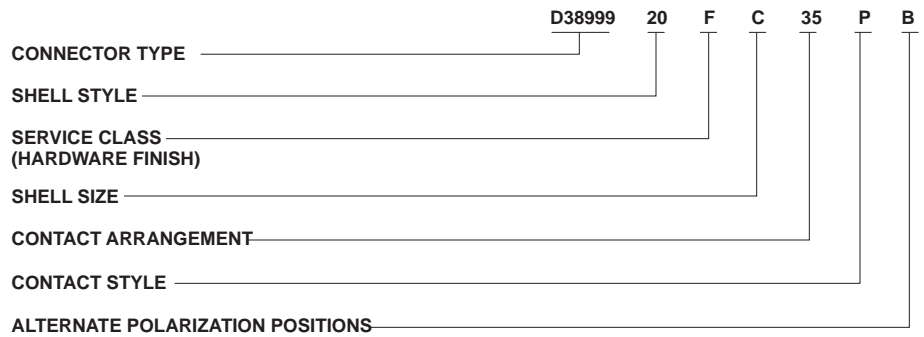 D38999 20 F C 35 P B
CONNECTOR TYPE
SHELL STYLE
SERVICE CLASS
(HARDWARE FINISH)
SHELL SIZE
CONTACT ARRANGEMENT
CONTACT STYLE
ALTERNATE POLARIZATION POSITIONS